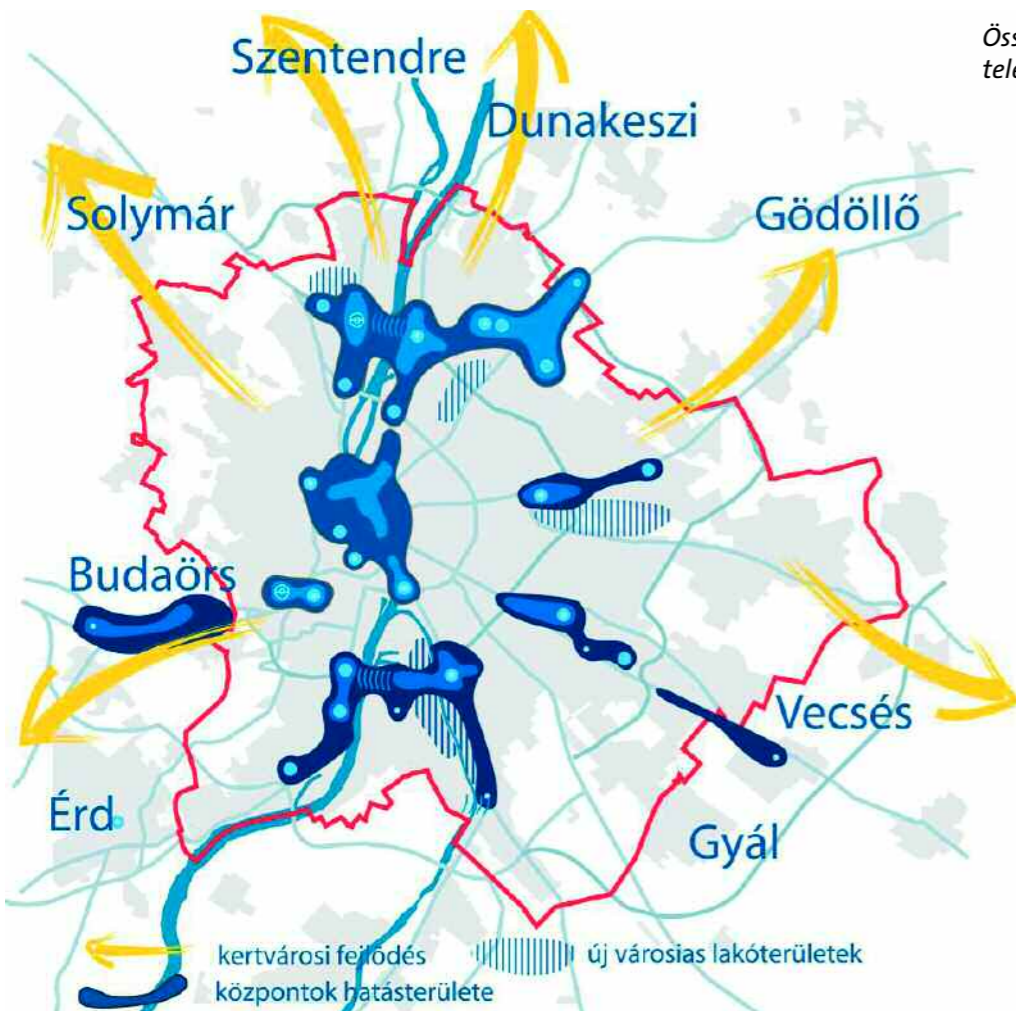 Szentendre
Dunakeszi
Solymár
Gödöllő
Budaörs
Vecsés
Érd
Gyál
kertvárosi fejlődés
új városias lakóterületek
központok hatásterülete